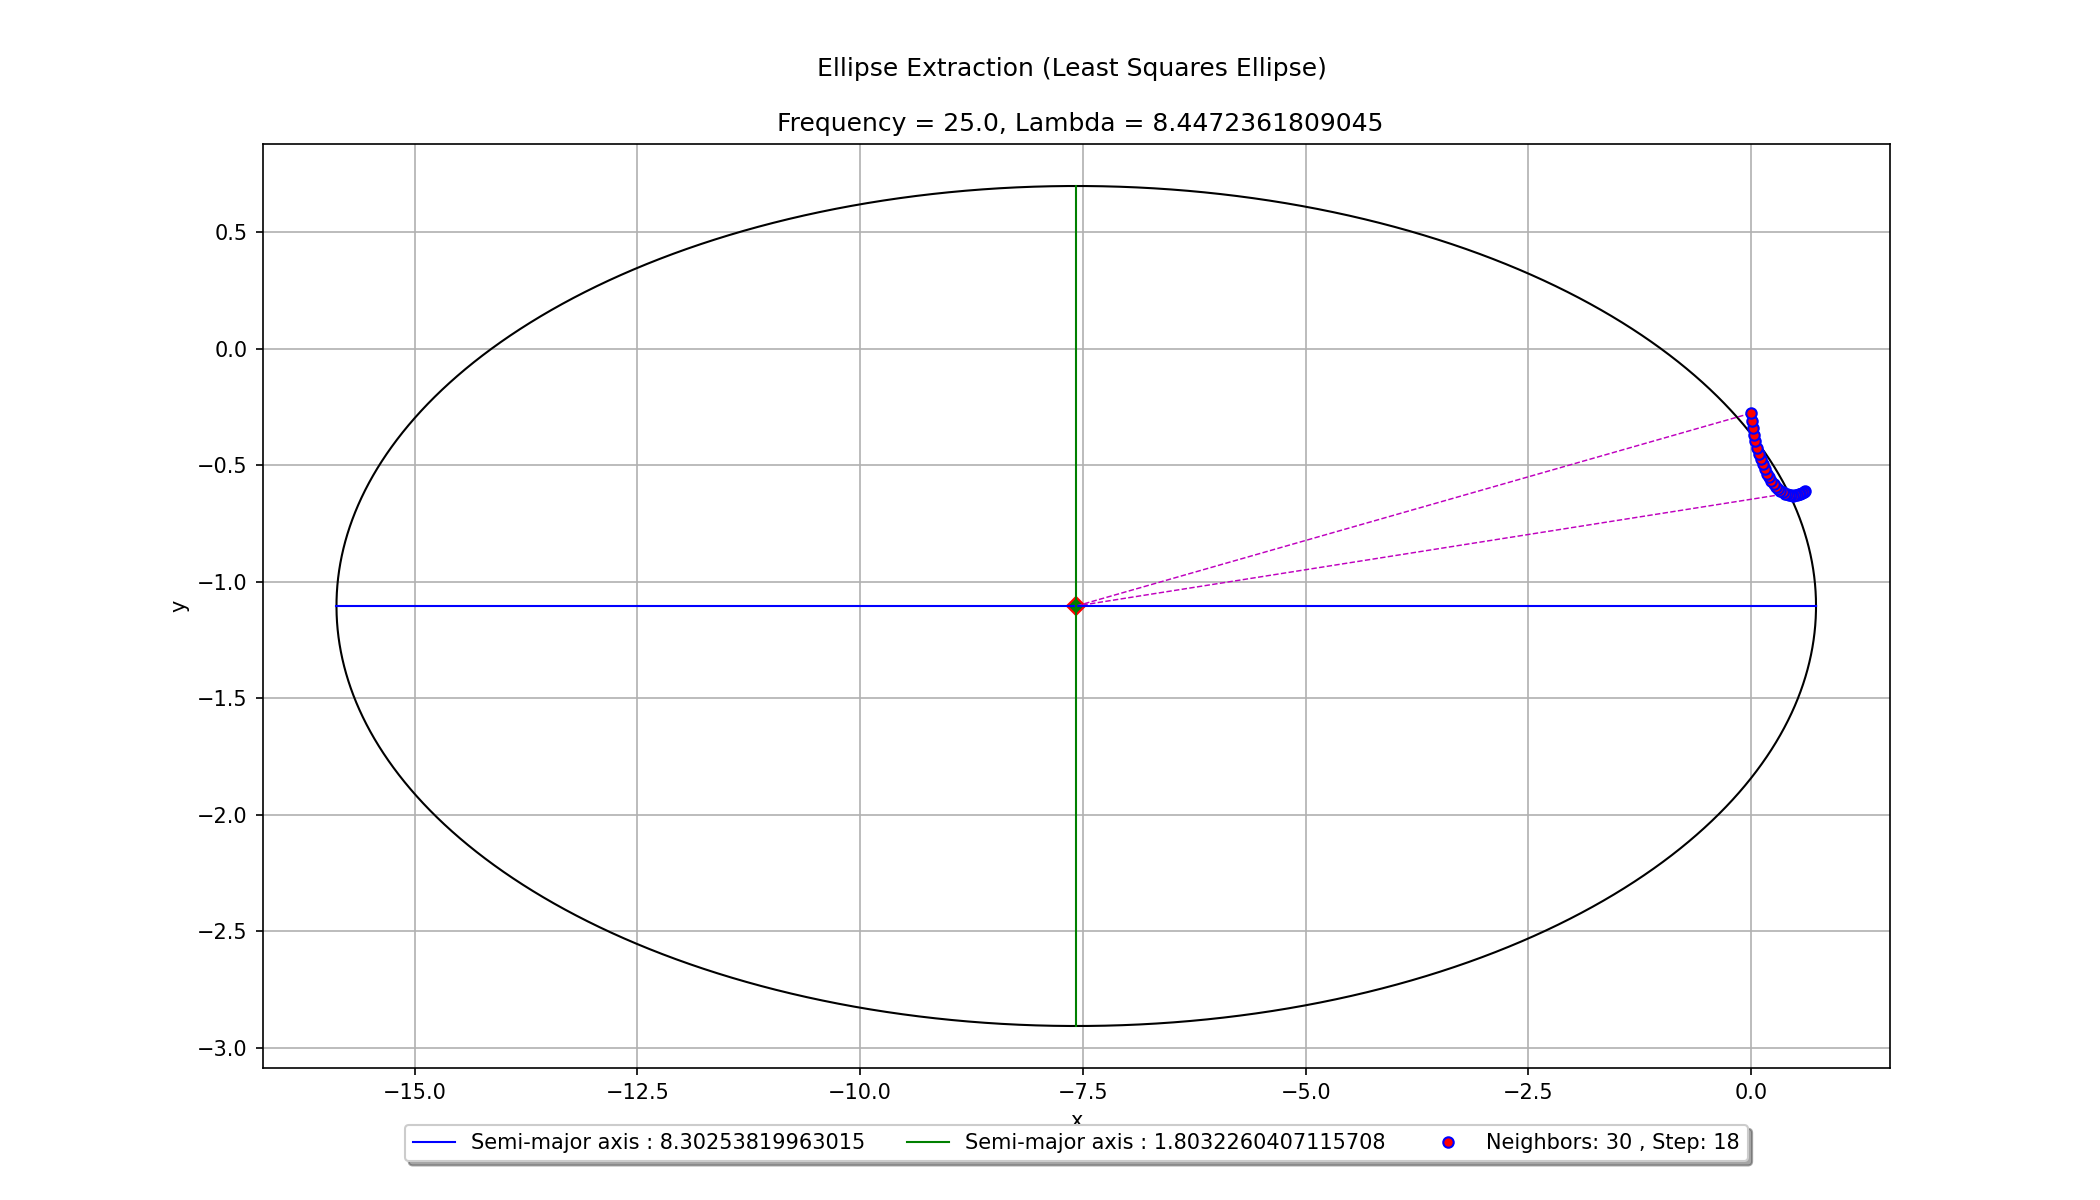 Ellipse Extraction (Least Squares Ellipse)
Frequency = 25.0, Lambda = 8.4472361809045
0.5
0.0
−0.5
−1.0
−1.5
−2.0
−2.5
−3.0
y
−15.0 −12.5 −10.0 −7.5 −5.0 −2.5 0.0
x
Semi-major axis : 8.30253819963015 Semi-major axis : 1.8032260407115708 Neighbors: 30 , Step: 18